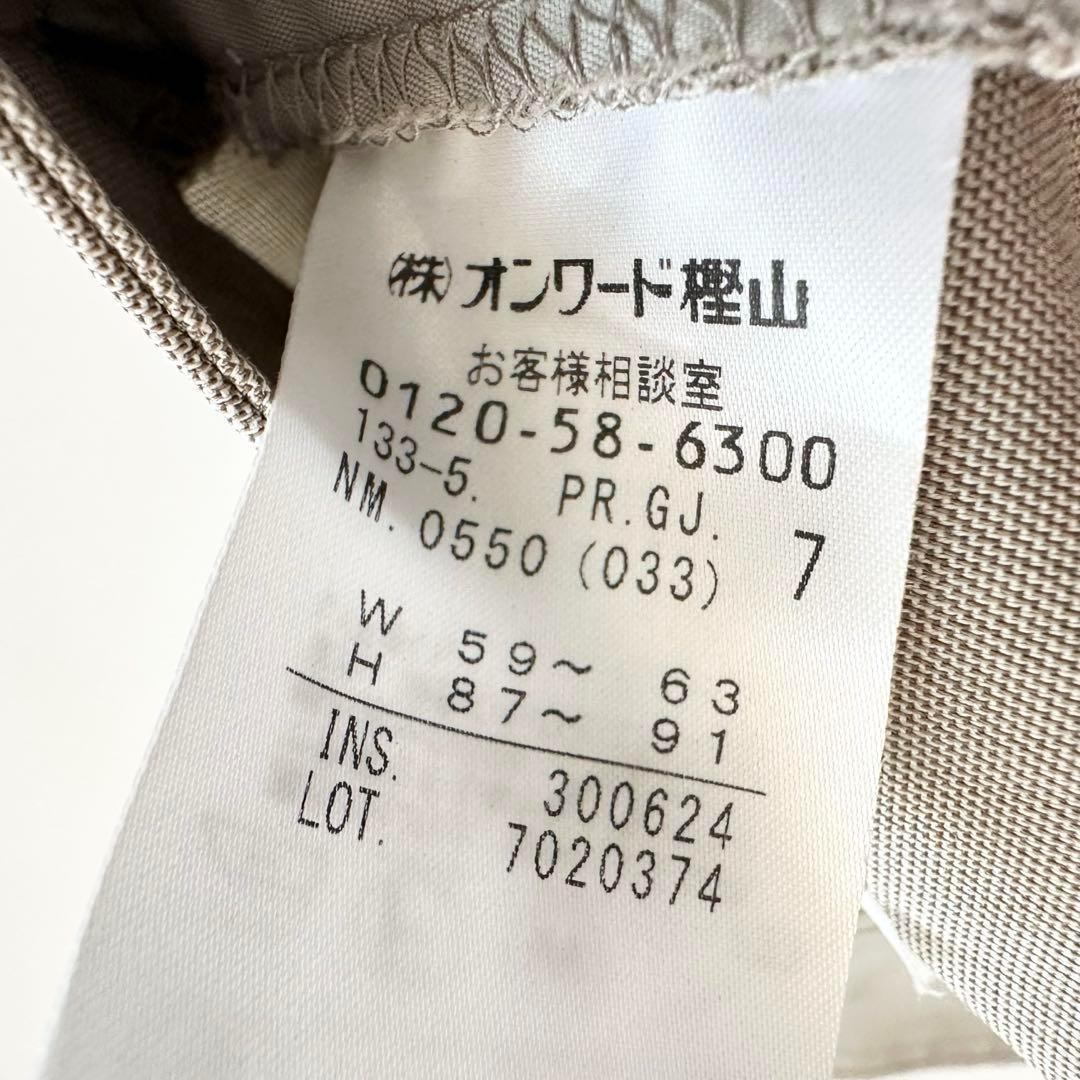 ㈱オンワード樫山
お客様相談室
0120-58-6300
133-5. PR.GJ.
NM. 0550 (033) 7
W 59～ 63
H 87～ 91
INS. 300624
LOT. 7020374